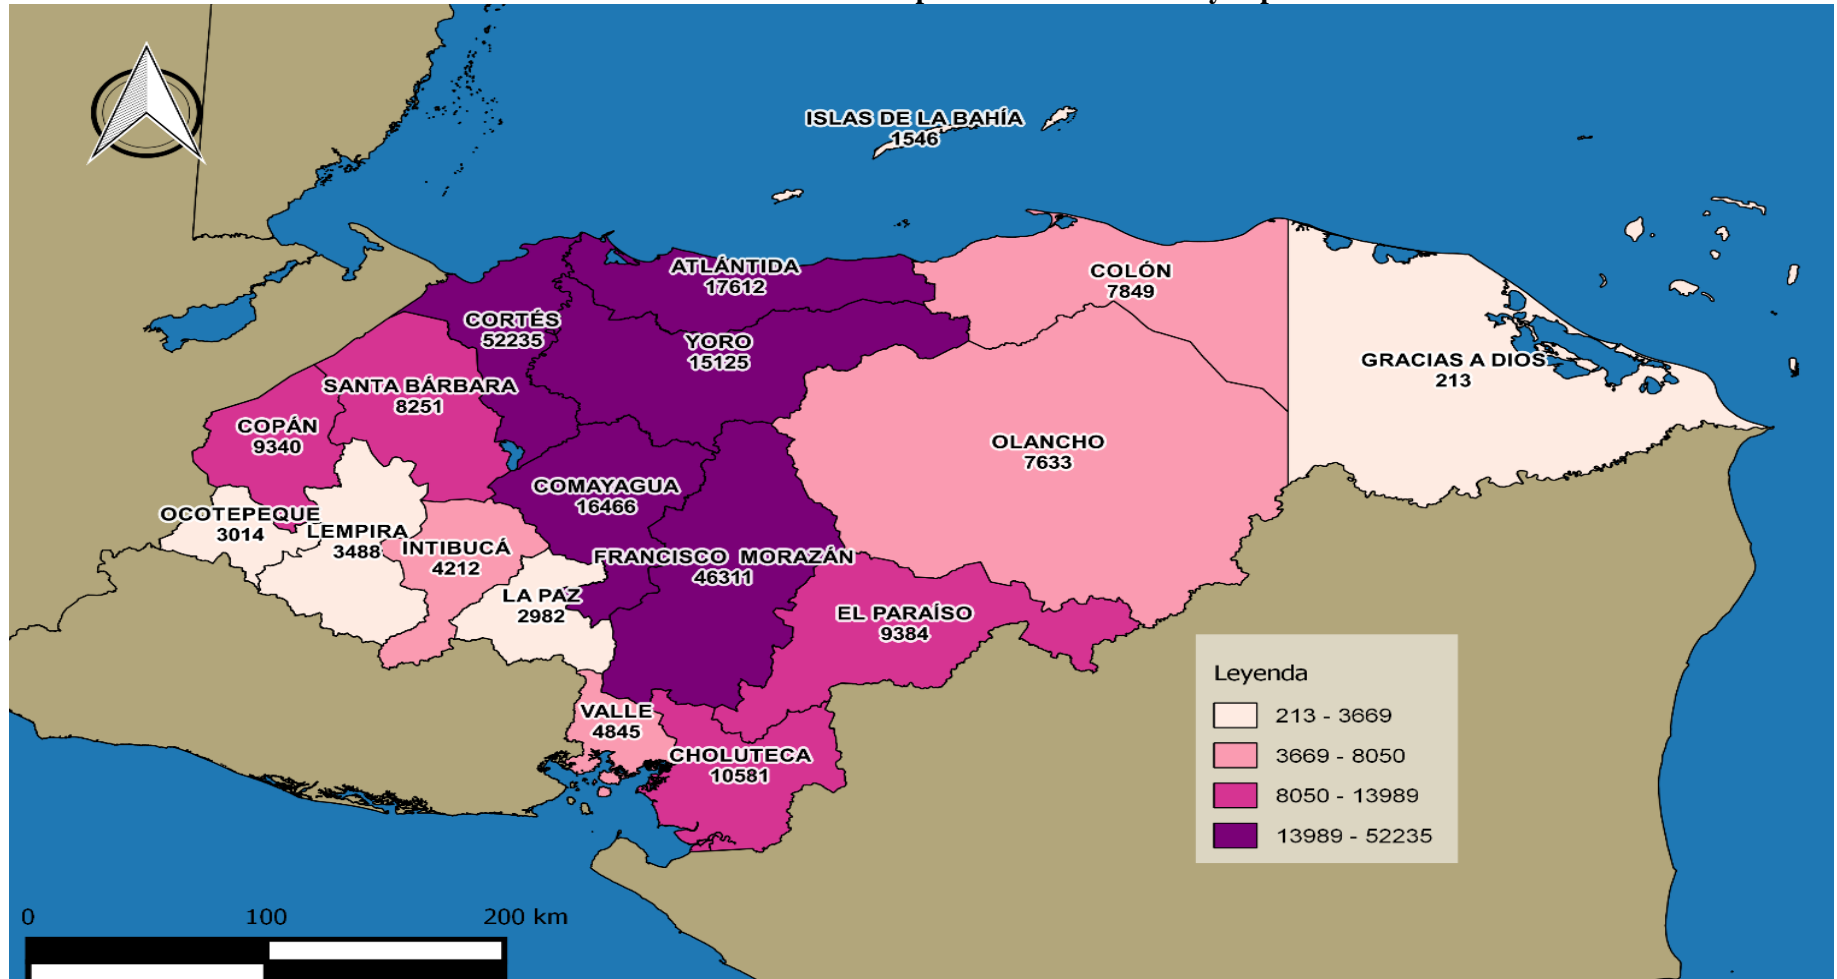 ISLAS DE LA BAHÍA
1546
ATLÁNTIDA
17612
COLÓN
7849
CORTÉS
52235
YORO
15125
GRACIAS A DIOS
213
SANTA BÁRBARA
8251
COPÁN
9340
OLANCHO
7633
COMAYAGUA
16466
OCOTEPEQUE
3014
LEMPIRA
3488
INTIBUCÁ
4212
FRANCISCO MORAZÁN
46311
LA PAZ
2982
EL PARAÍSO
9384
VALLE
4845
CHOLUTECA
10581
Leyenda
213 - 3669
3669 - 8050
8050 - 13989
13989 - 52235
0 100 200 km